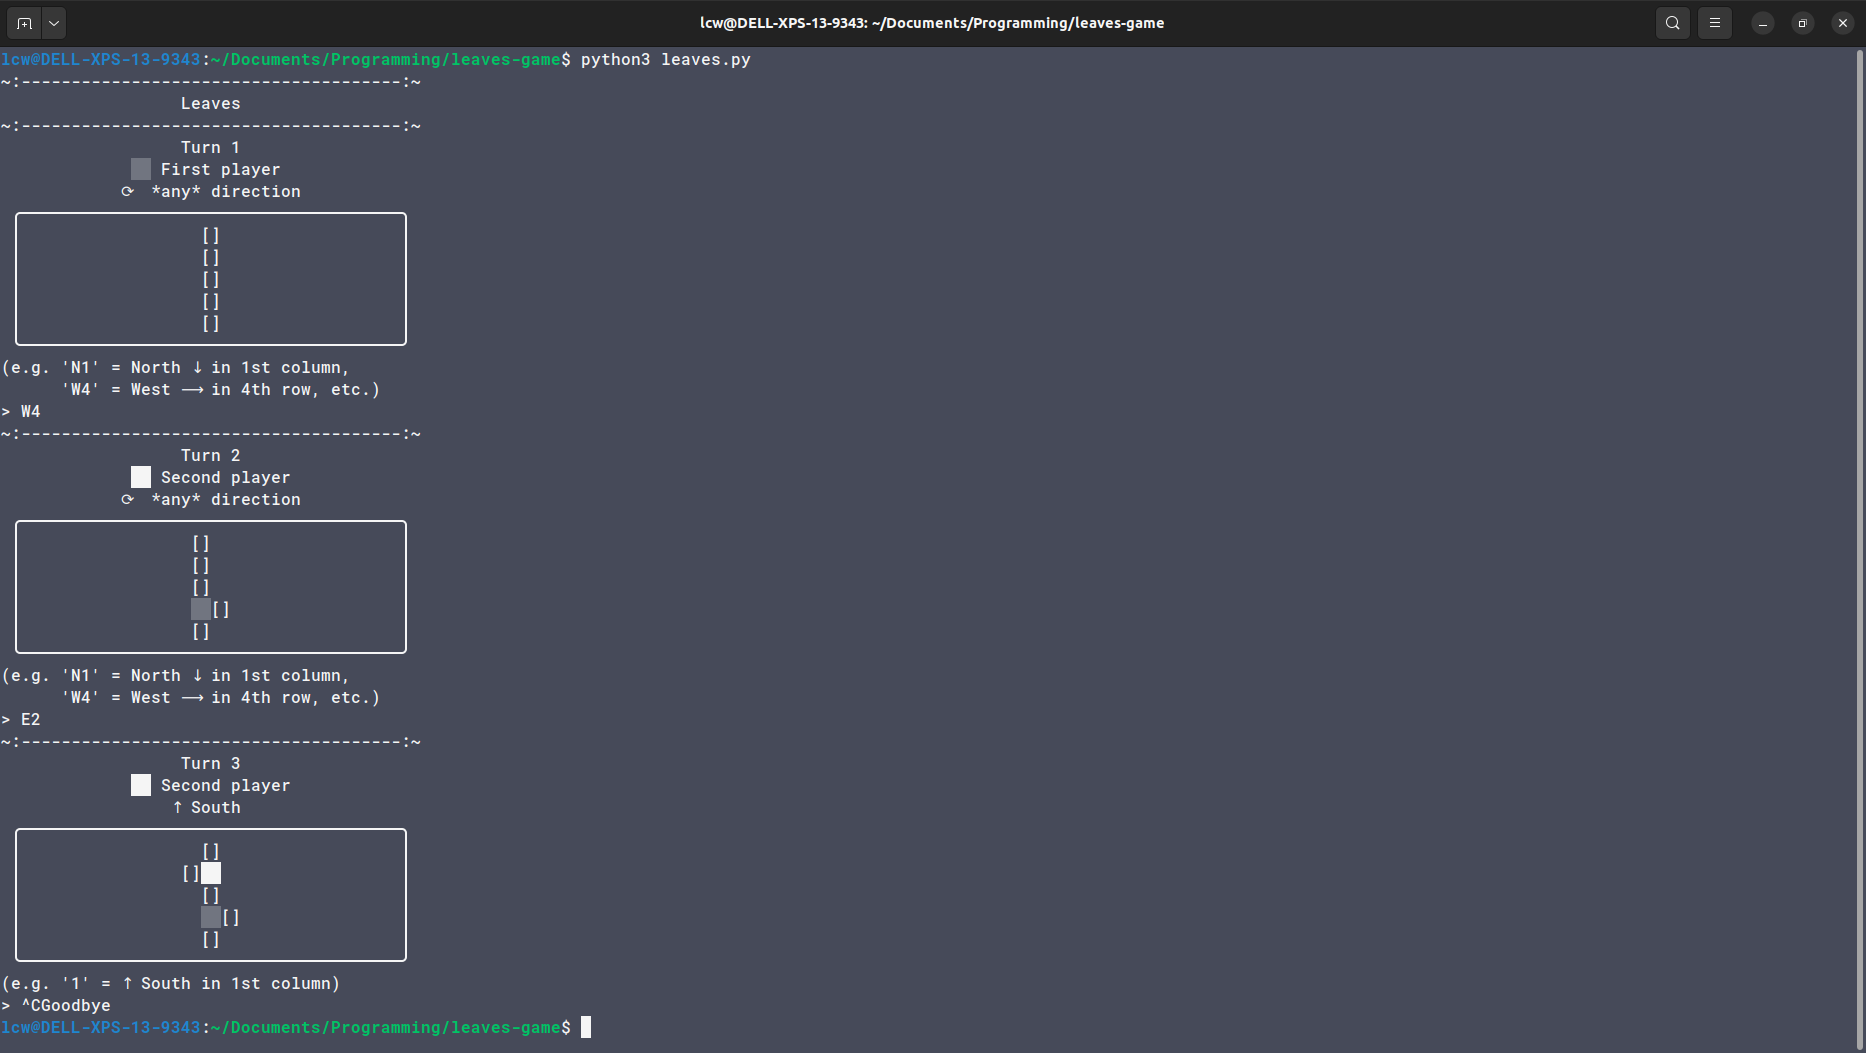 lcw@DELL-XPS-13-9343: ~/Documents/Programming/leaves-game
lcw@DELL-XPS-13-9343:~/Documents/Programming/leaves-game$ python3 leaves.py
~:--------------------------------------:~
Leaves
~:--------------------------------------:~
Turn 1
First player
⟳ *any* direction
[]
[]
[]
[]
[]
(e.g. 'N1' = North ↓ in 1st column,
'W4' = West ⟶ in 4th row, etc.)
> W4
~:--------------------------------------:~
Turn 2
Second player
⟳ *any* direction
[]
[]
[]
[]
[]
(e.g. 'N1' = North ↓ in 1st column,
'W4' = West ⟶ in 4th row, etc.)
> E2
~:--------------------------------------:~
Turn 3
Second player
↑ South
[]
[]
[]
[]
[]
(e.g. '1' = ↑ South in 1st column)
> ^CGoodbye
lcw@DELL-XPS-13-9343:~/Documents/Programming/leaves-game$